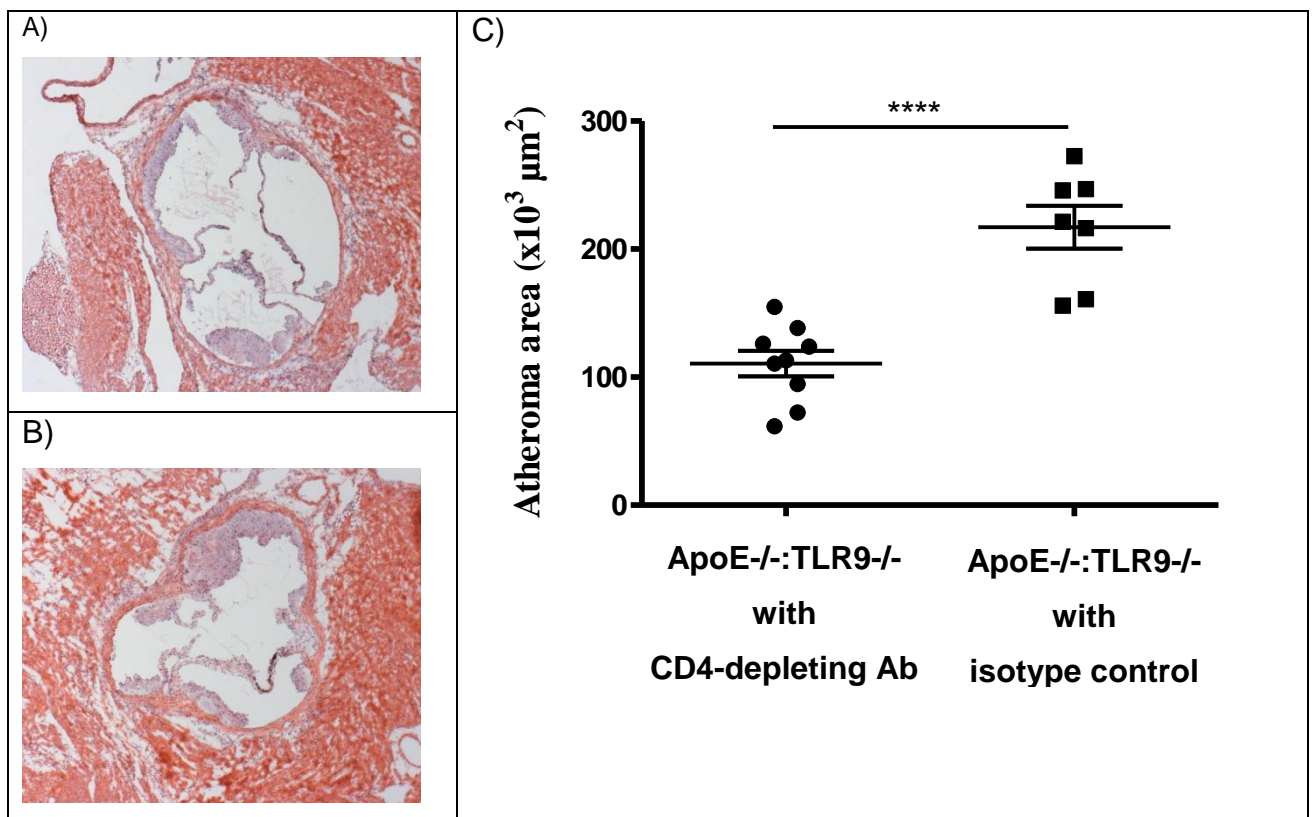 A)
B)
C)
Atheroma area (x10³ µm²)
300
200
100
0
****
ApoE-/-:TLR9-/-
with
CD4-depleting Ab
ApoE-/-:TLR9-/-
with
isotype control